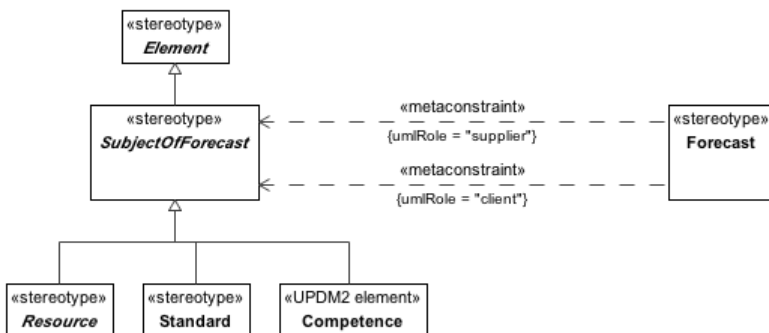 «stereotype»
Element
«stereotype»
SubjectOfForecast
«metaconstraint»
{umlRole = "supplier"}
«metaconstraint»
{umlRole = "client"}
«stereotype»
Forecast
«stereotype»
Resource
«stereotype»
Standard
«UPDM2 element»
Competence